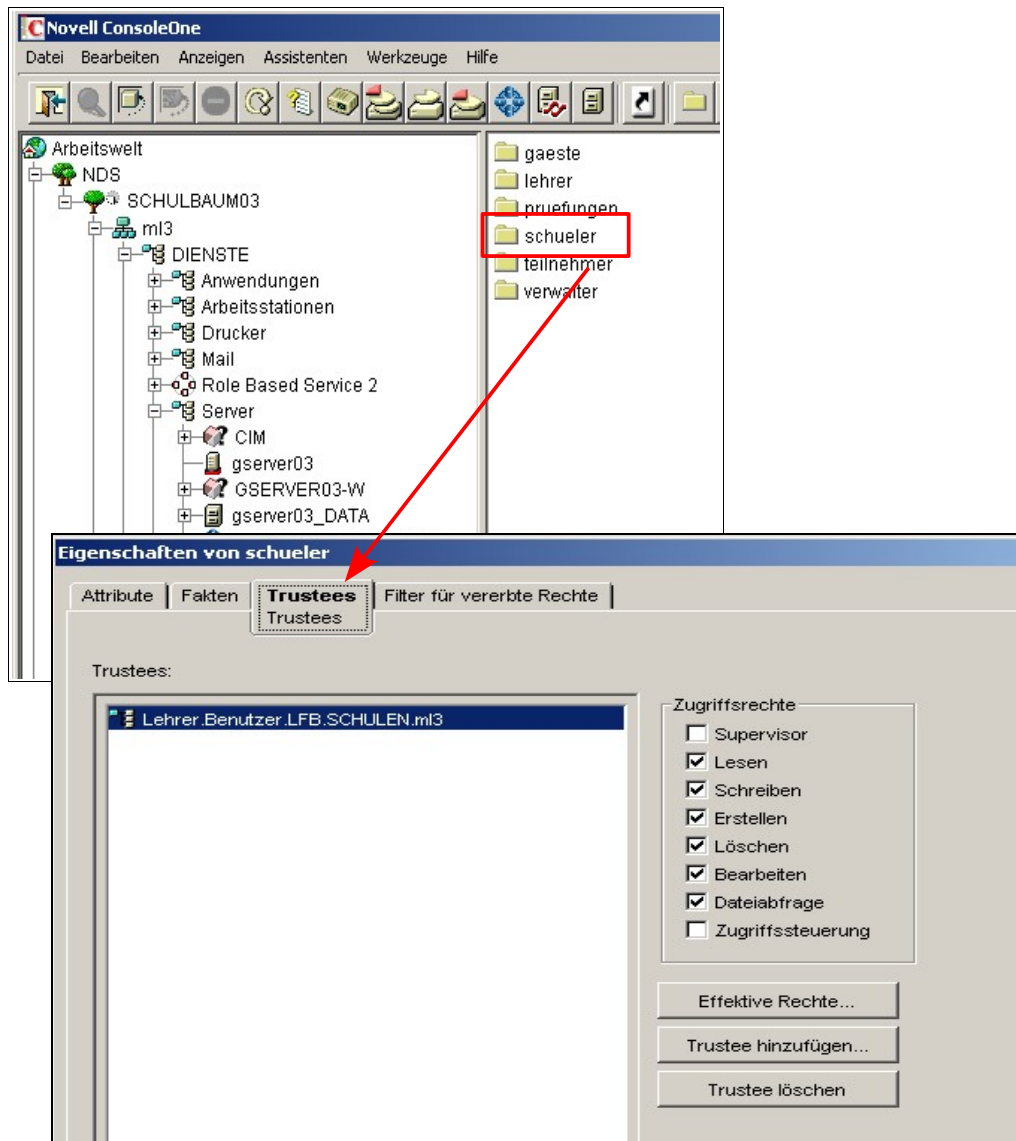 Novell ConsoleOne
Datei Bearbeiten Anzeigen Assistenten Werkzeuge Hilfe
Arbeitswelt
NDS
SCHULBAUM03
ml3
DIENSTE
Anwendungen
Arbeitsstationen
Drucker
Mail
Role Based Service 2
Server
CIM
gserver03
GSERVER03-W
gserver03_DATA
gaeste
lehrer
pruefungen
schueler
teilnehmer
verwalter
Eigenschaften von schueler
Attribute Fakten Trustees Filter für vererbte Rechte
Trustees
Trustees:
Lehrer.Benutzer.LFB.SCHULEN.ml3
Zugriffsrechte
Supervisor
Lesen
Schreiben
Erstellen
Löschen
Bearbeiten
Dateiabfrage
Zugriffssteuerung
Effektive Rechte...
Trustee hinzufügen...
Trustee löschen